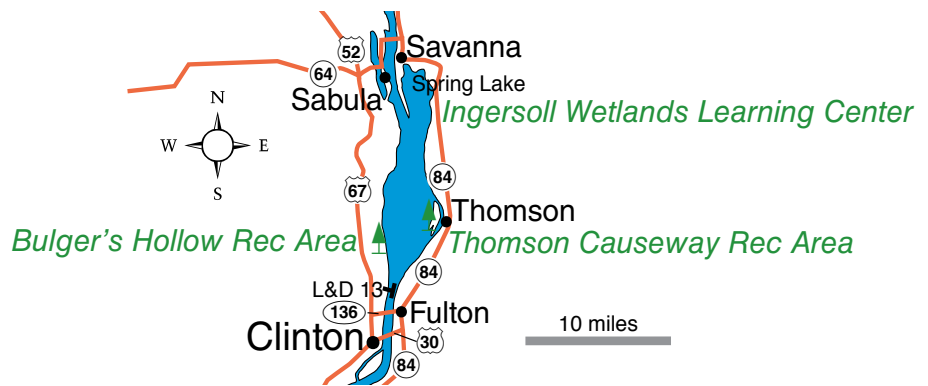 52
Savanna
64
Spring Lake
Sabula
Ingersoll Wetlands Learning Center
N
W E
S
84
67
Thomson
Bulger's Hollow Rec Area
Thomson Causeway Rec Area
84
L&D 13
136
Fulton
10 miles
Clinton
30
84